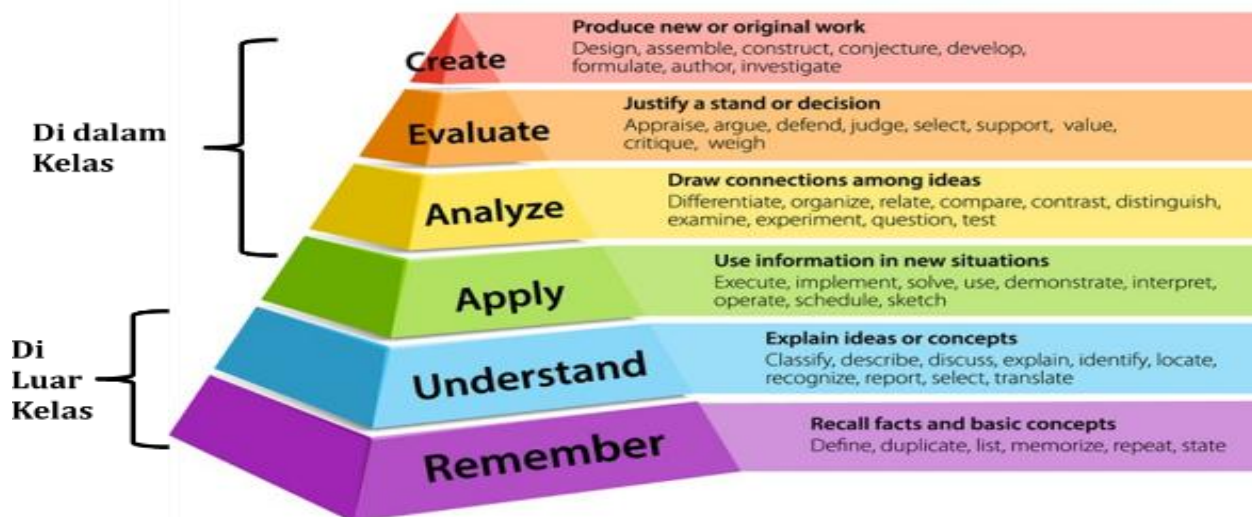 Produce new or original work
Design, assemble, construct, conjecture, develop,
formulate, author, investigate
Create
Justify a stand or decision
Appraise, argue, defend, judge, select, support, value,
critique, weigh
Evaluate
Di dalam
Kelas
Draw connections among ideas
Differentiate, organize, relate, compare, contrast, distinguish,
examine, experiment, question, test
Analyze
Use information in new situations
Execute, implement, solve, use, demonstrate, interpret,
operate, schedule, sketch
Apply
Explain ideas or concepts
Classify, describe, discuss, explain, identify, locate,
recognize, report, select, translate
Understand
Di
Luar
Kelas
Recall facts and basic concepts
Define, duplicate, list, memorize, repeat, state
Remember